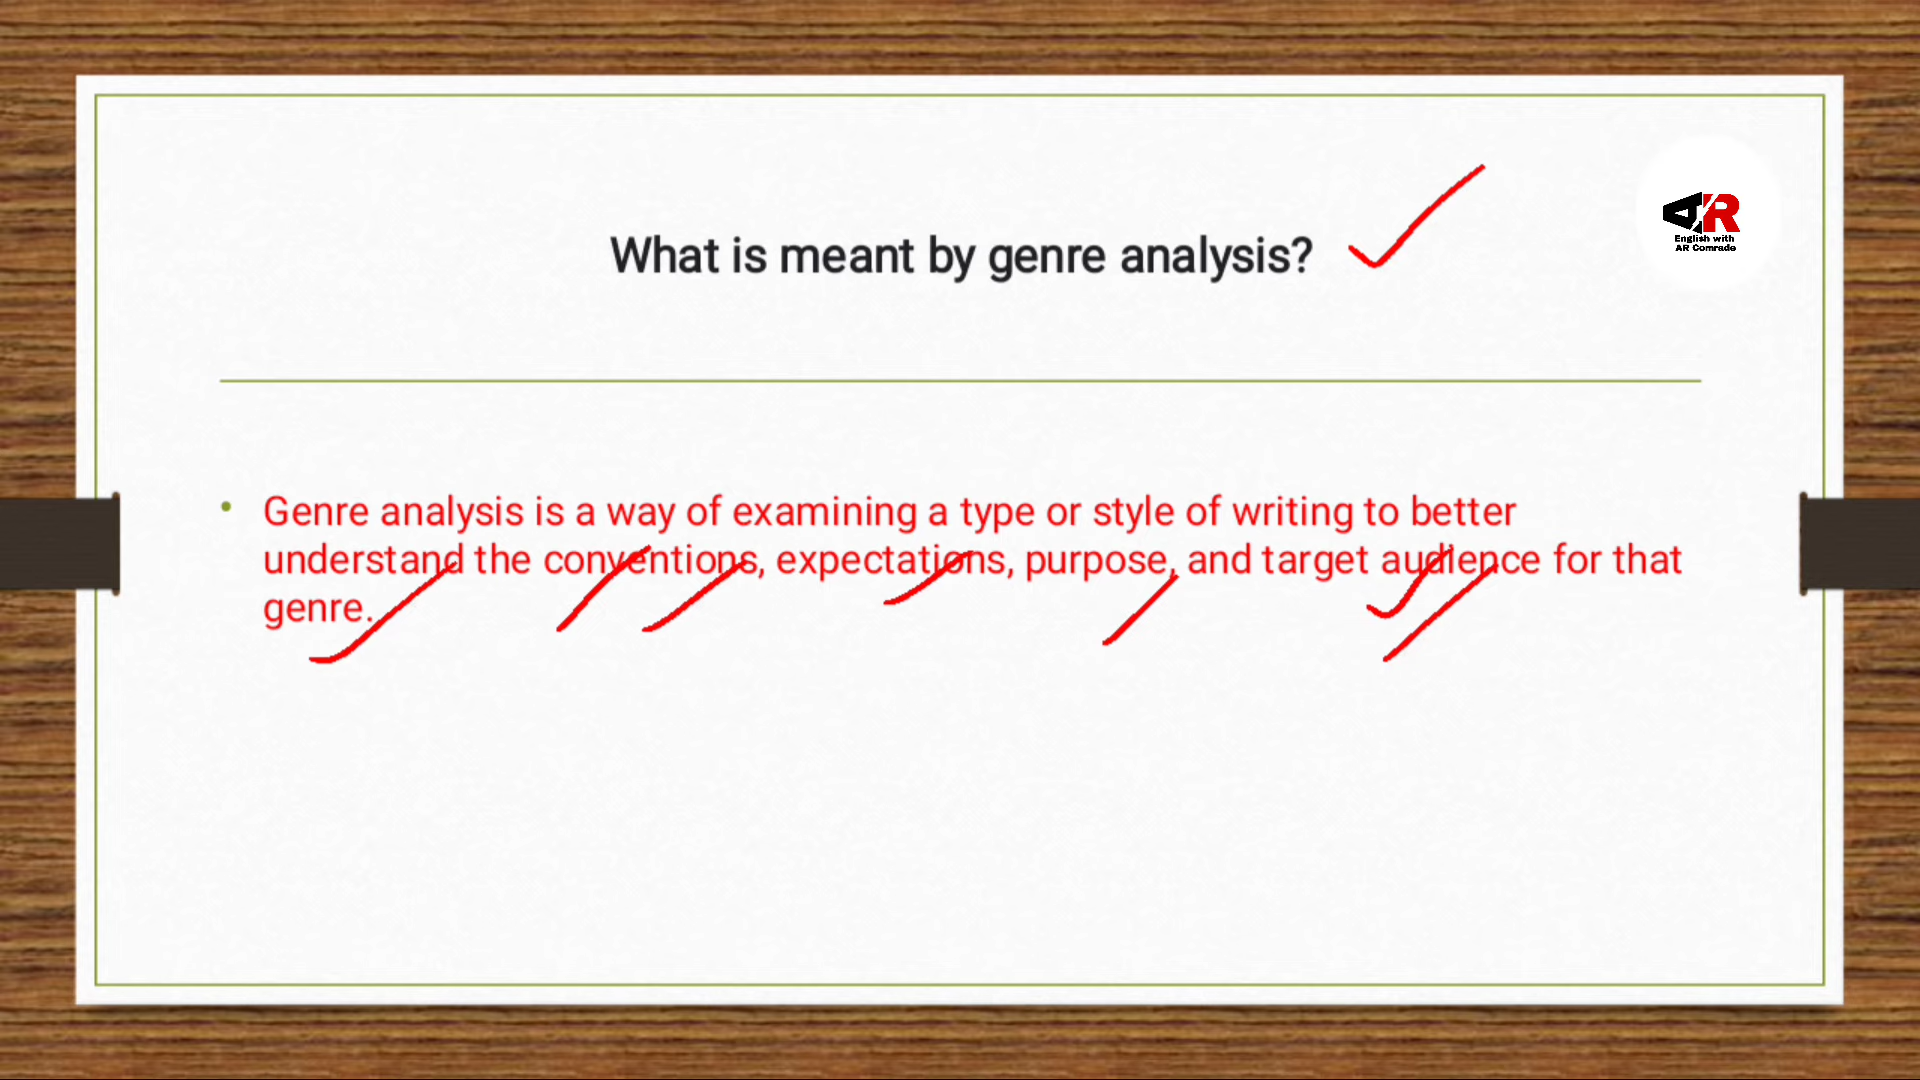 What is meant by genre analysis?
AR
English with
AR Comrade
• Genre analysis is a way of examining a type or style of writing to better
understand the conventions, expectations, purpose, and target audience for that
genre.